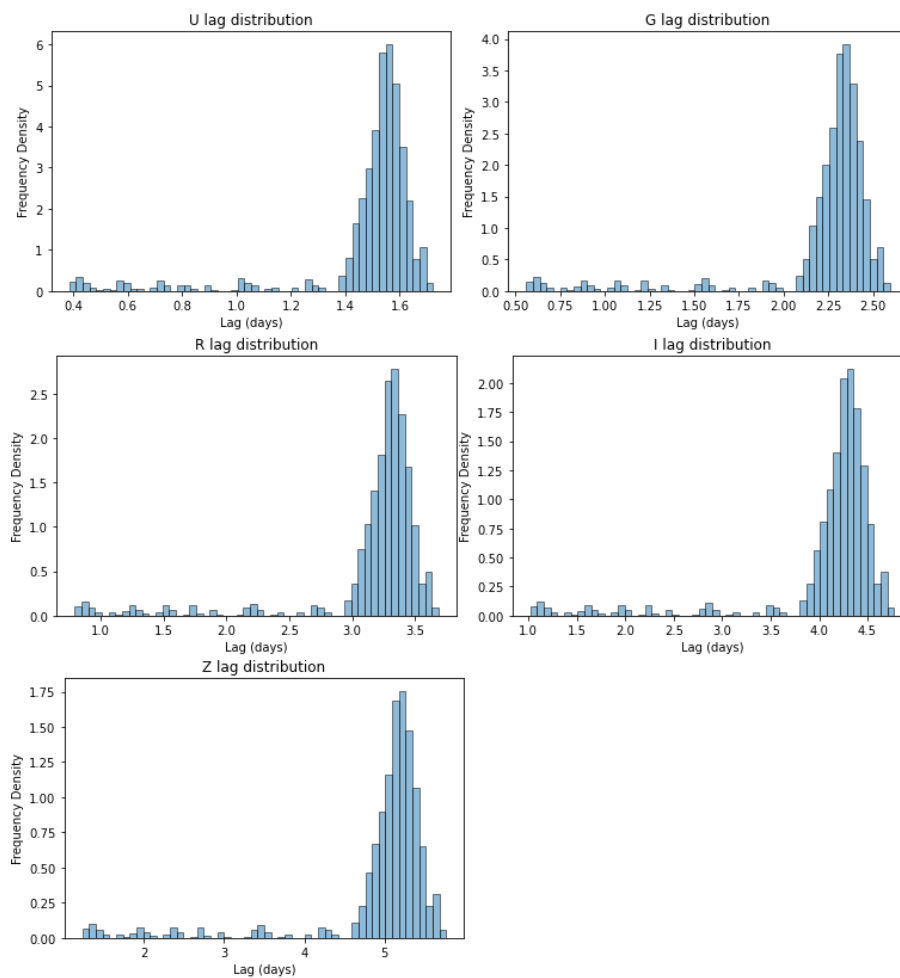 U lag distribution
Frequency Density
6
5
4
3
2
1
0
0.4 0.6 0.8 1.0 1.2 1.4 1.6
Lag (days)
G lag distribution
Frequency Density
4.0
3.5
3.0
2.5
2.0
1.5
1.0
0.5
0.0
0.50 0.75 1.00 1.25 1.50 1.75 2.00 2.25 2.50
Lag (days)
R lag distribution
Frequency Density
2.5
2.0
1.5
1.0
0.5
0.0
1.0 1.5 2.0 2.5 3.0 3.5
Lag (days)
I lag distribution
Frequency Density
2.00
1.75
1.50
1.25
1.00
0.75
0.50
0.25
0.00
1.0 1.5 2.0 2.5 3.0 3.5 4.0 4.5
Lag (days)
Z lag distribution
Frequency Density
1.75
1.50
1.25
1.00
0.75
0.50
0.25
0.00
2 3 4 5
Lag (days)